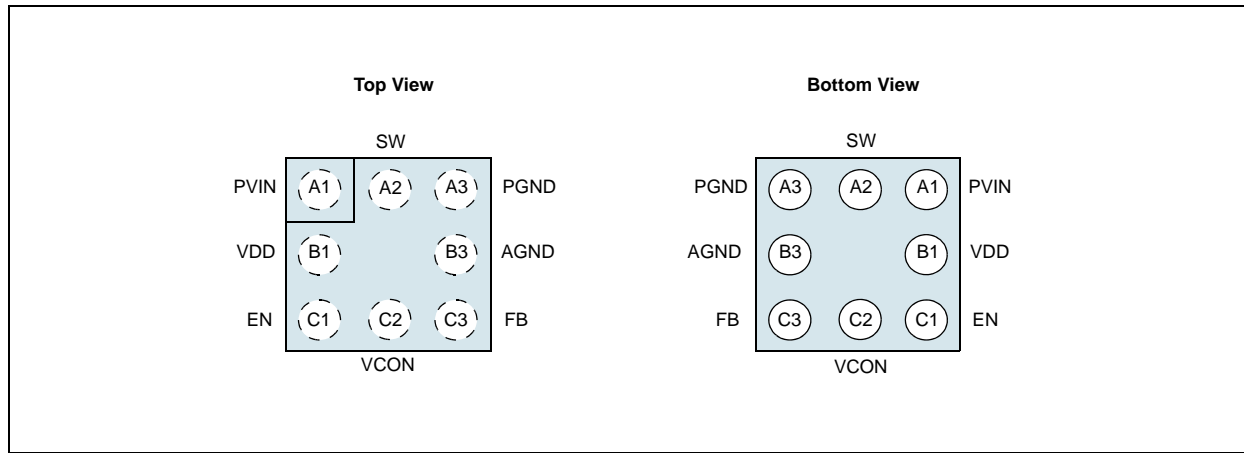 Top View
Bottom View
SW
SW
PVIN A1 A2 A3 PGND
PGND A3 A2 A1 PVIN
VDD B1 B3 AGND
AGND B3 B1 VDD
EN C1 C2 C3 FB
FB C3 C2 C1 EN
VCON
VCON